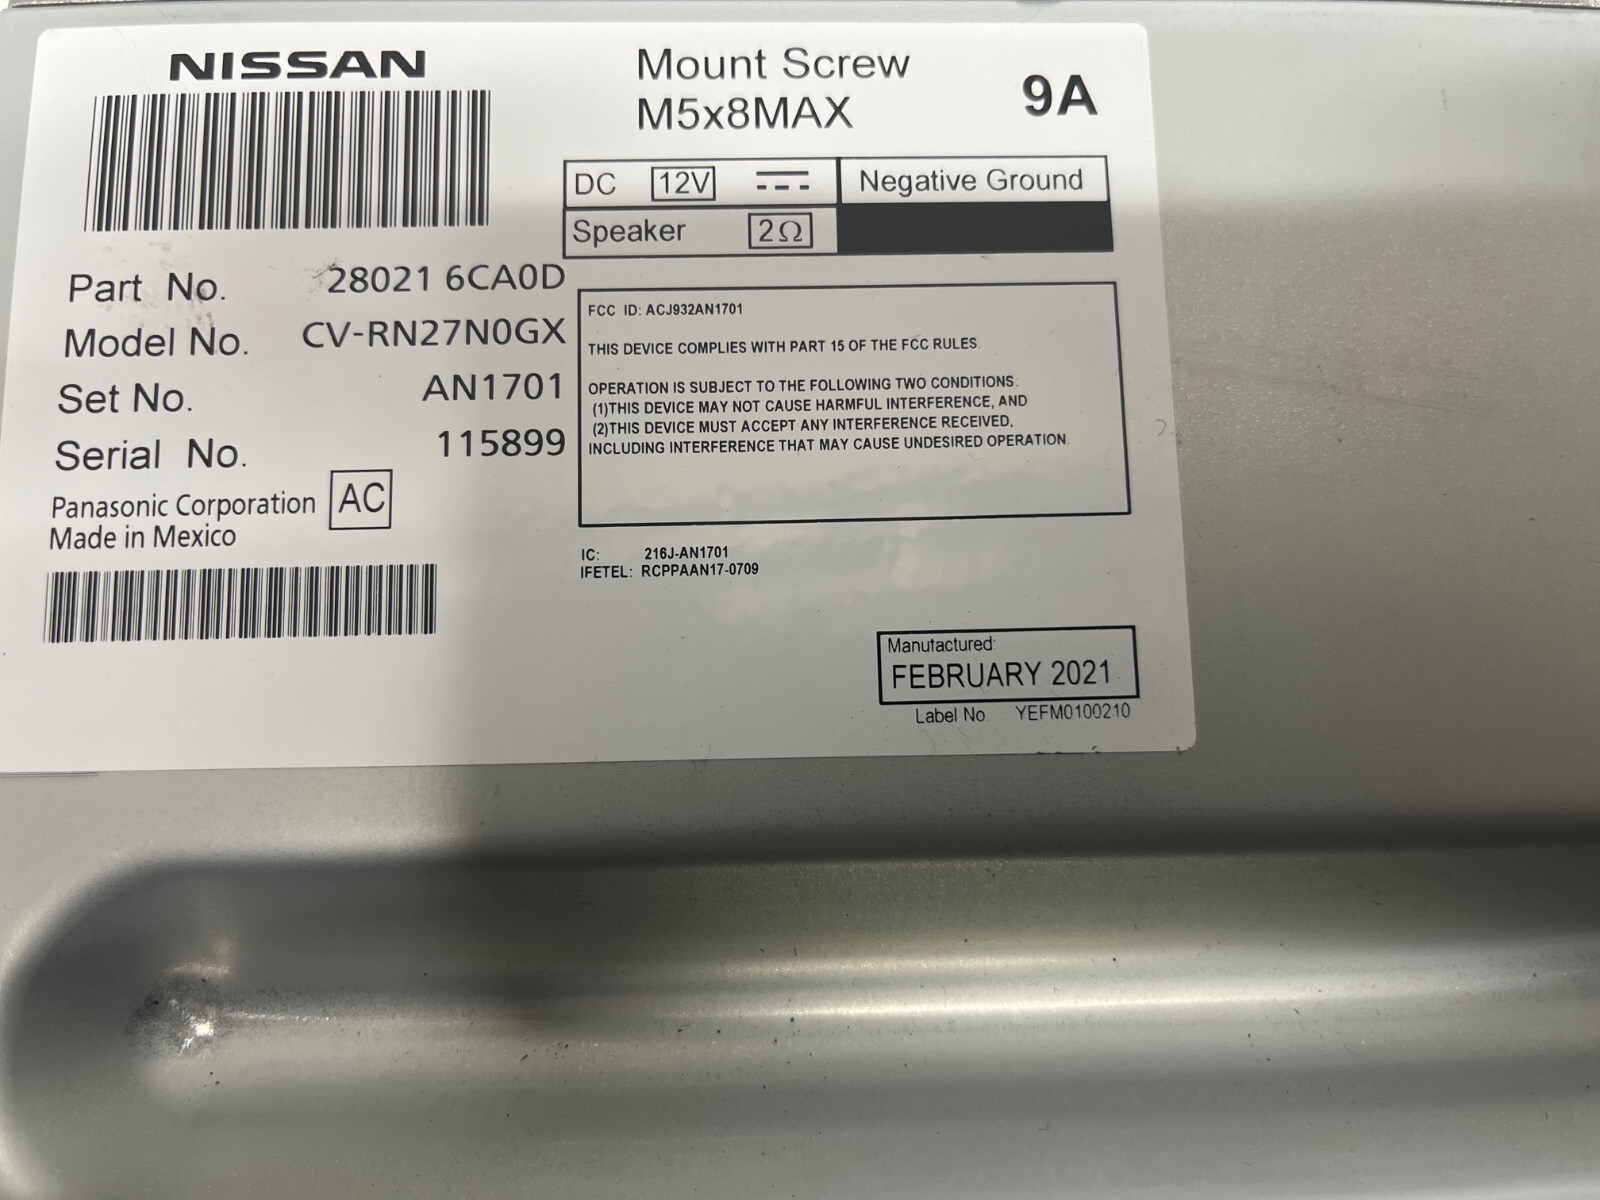 NISSAN
Mount Screw
M5x8MAX
9A
DC 12V
Negative Ground
Speaker 2Ω
Part No. 28021 6CA0D
Model No. CV-RN27N0GX
Set No. AN1701
Serial No. 115899
Panasonic Corporation AC
Made in Mexico
FCC ID: ACJ932AN1701
THIS DEVICE COMPLIES WITH PART 15 OF THE FCC RULES.
OPERATION IS SUBJECT TO THE FOLLOWING TWO CONDITIONS:
(1)THIS DEVICE MAY NOT CAUSE HARMFUL INTERFERENCE, AND
(2)THIS DEVICE MUST ACCEPT ANY INTERFERENCE RECEIVED,
INCLUDING INTERFERENCE THAT MAY CAUSE UNDESIRED OPERATION.
IC: 216J-AN1701
IFETEL: RCPPAAN17-0709
Manufactured:
FEBRUARY 2021
Label No. YEFM0100210